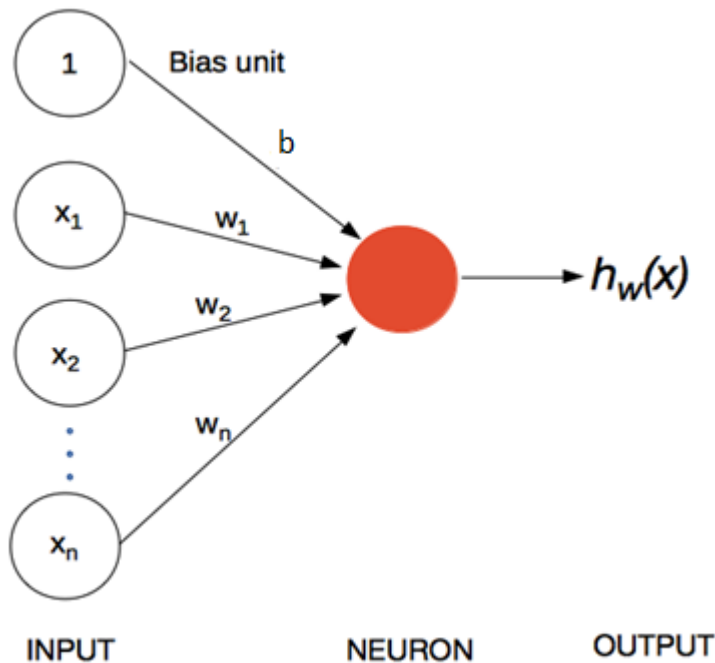 1
Bias unit
b
x₁
w₁
w₂
hw(x)
x₂
wₙ
xₙ
INPUT
NEURON
OUTPUT